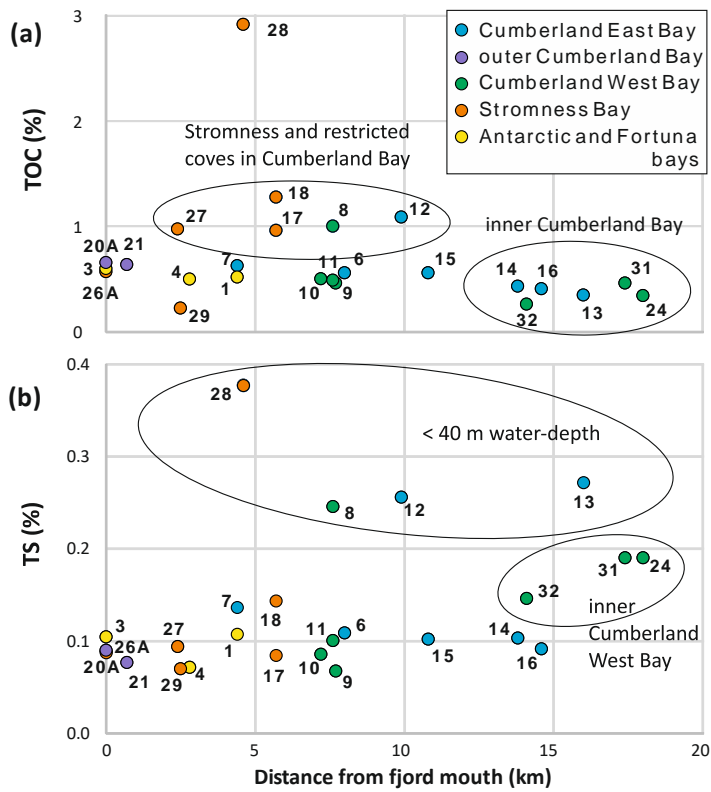 (a)
TOC (%)
3
2
1
0
Cumberland East Bay
outer Cumberland Bay
Cumberland West Bay
Stromness Bay
Antarctic and Fortuna
bays
28
Stromness and restricted
coves in Cumberland Bay
18
27
17
8
12
inner Cumberland Bay
20A
21
3
26A
4
29
7
1
11
6
10
9
15
14
16
31
32
13
24
(b)
TS (%)
0.4
0.3
0.2
0.1
0.0
28
< 40 m water-depth
8
12
13
31
24
32
inner
Cumberland
West Bay
3
26A
20A
21
27
29
4
7
1
18
17
11
6
10
9
15
14
16
0
5
10
15
20
Distance from fjord mouth (km)